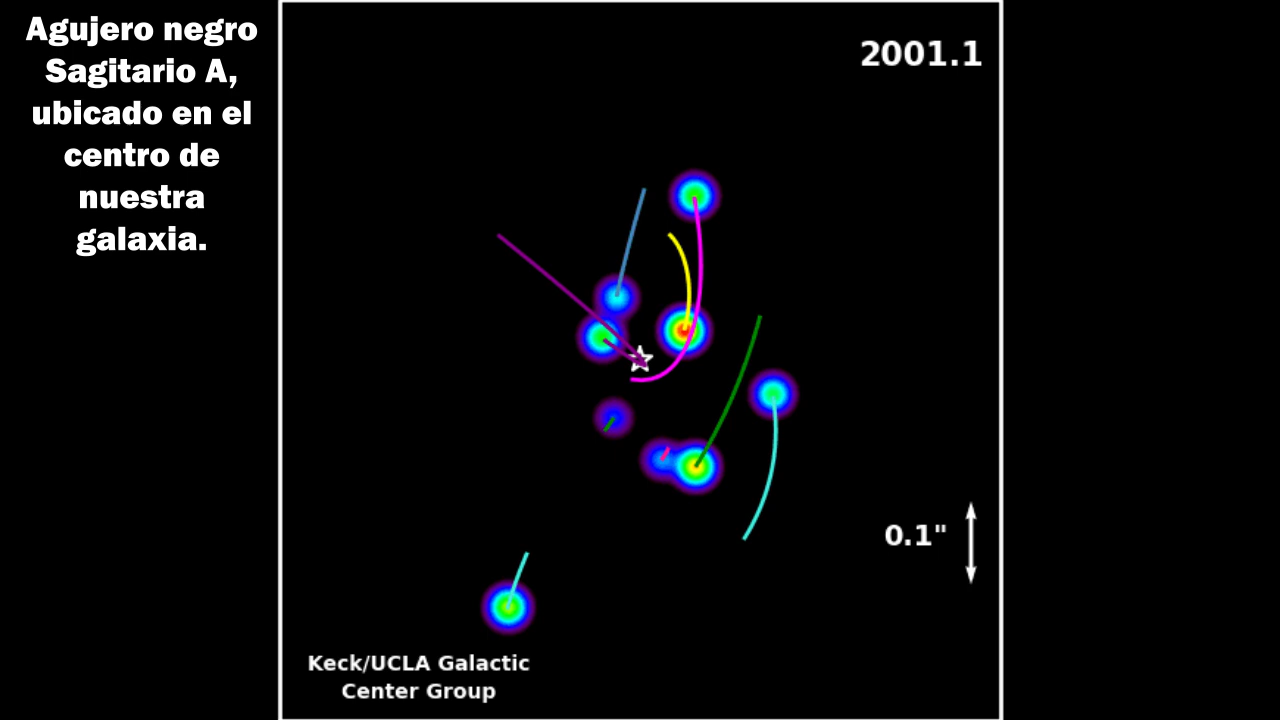 Agujero negro
Sagitario A,
ubicado en el
centro de
nuestra
galaxia.
2001.1
0.1"
Keck/UCLA Galactic
Center Group